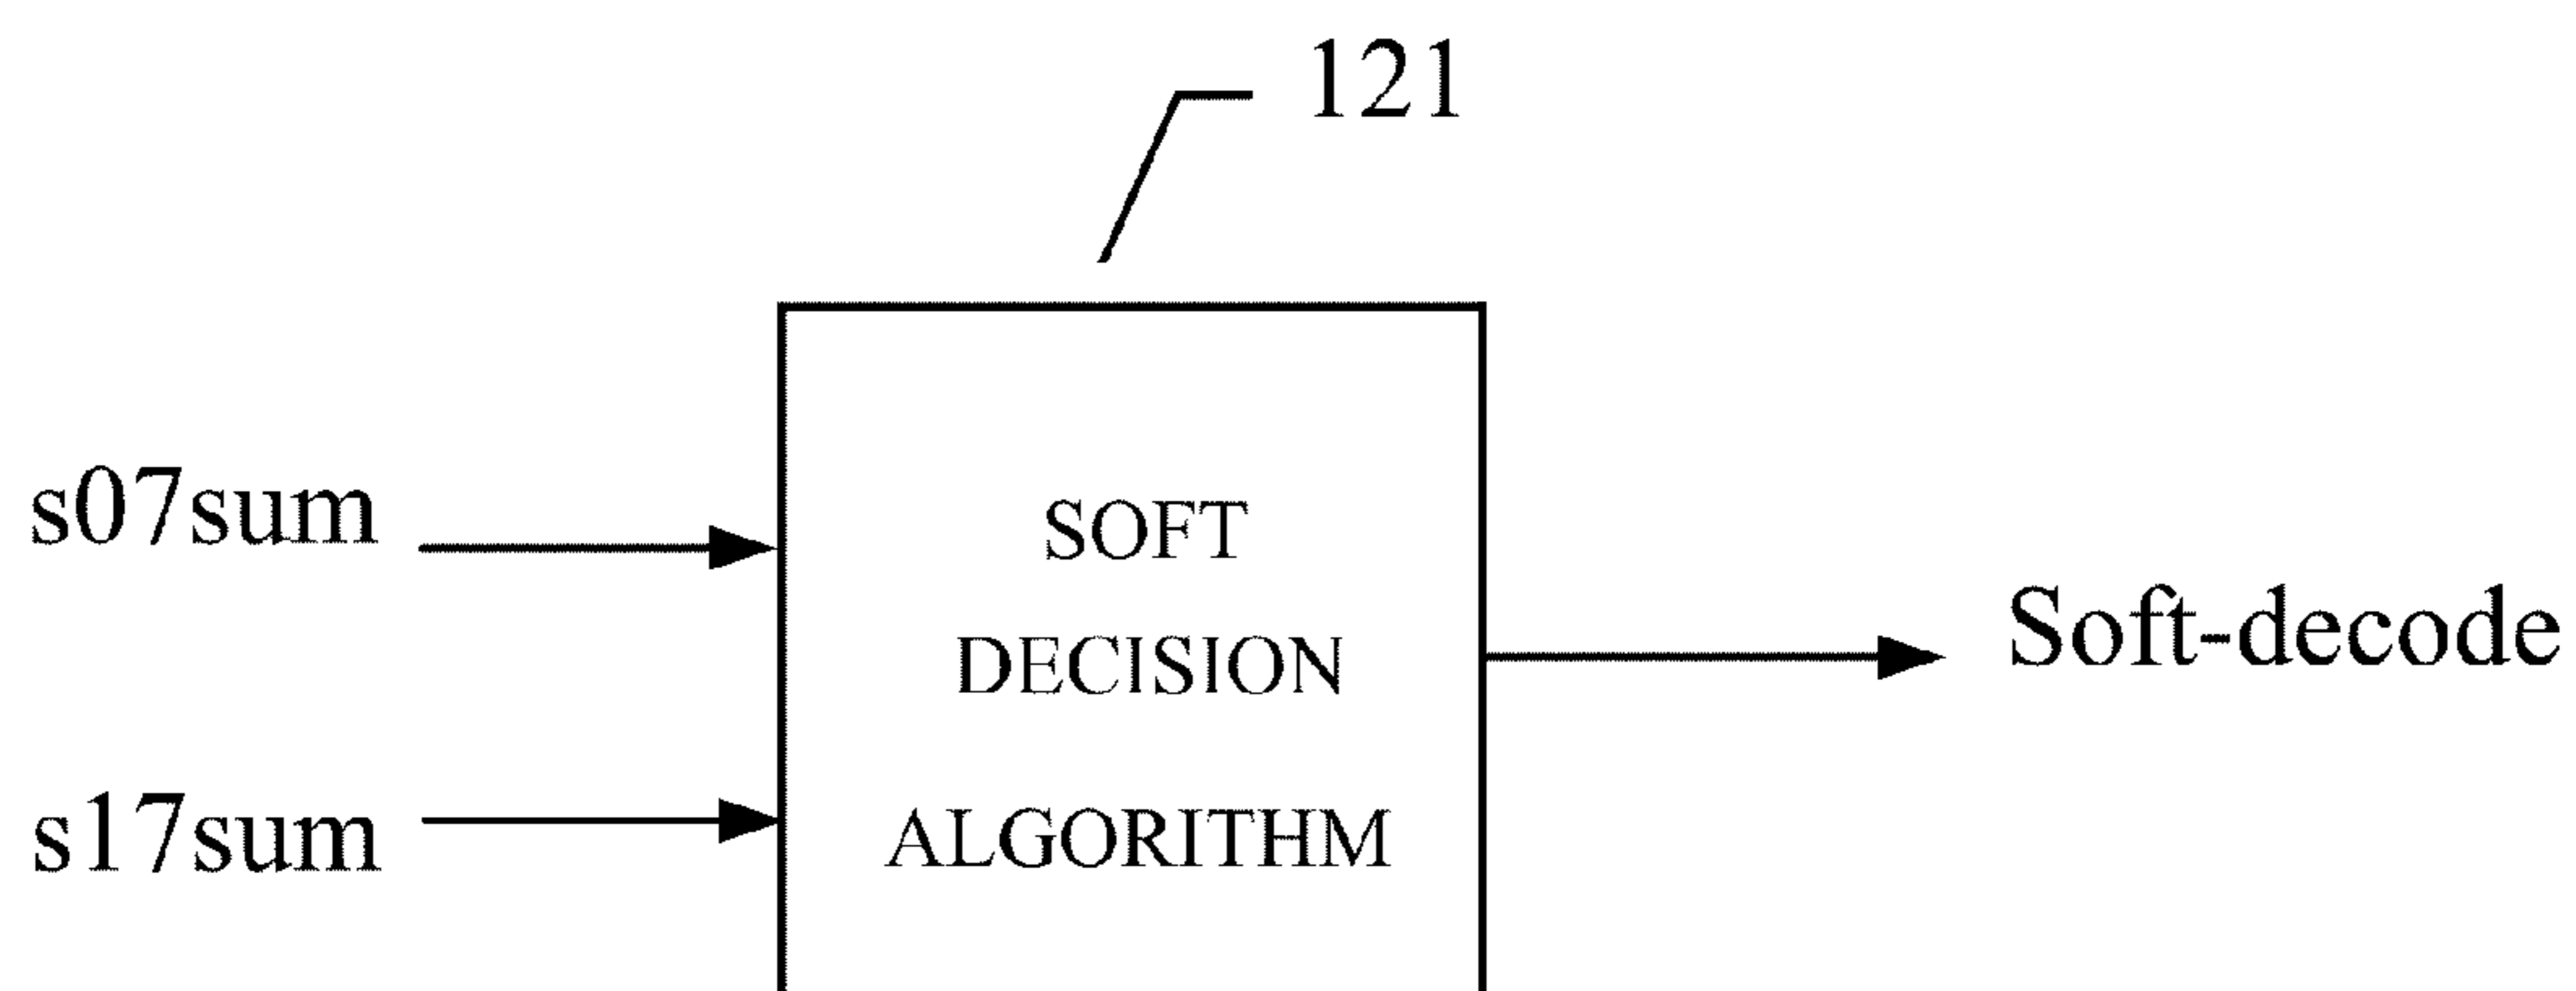 121
s07sum
SOFT
DECISION
ALGORITHM
Soft-decode
s17sum